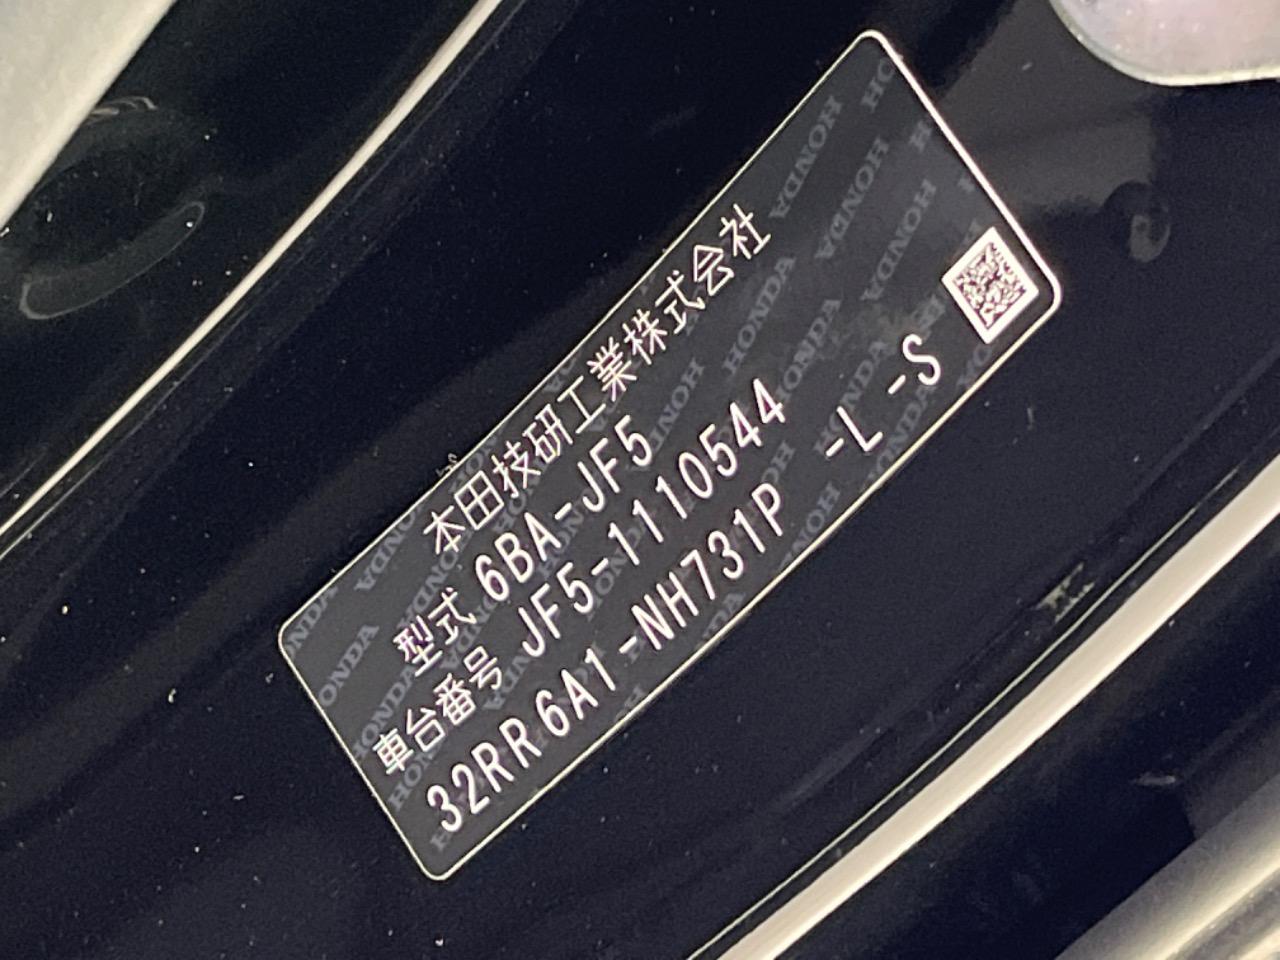 本田技研工業株式会社
型式 6BA-JF5
車台番号 JF5-1110544
32RR6A1-NH731P -L -S